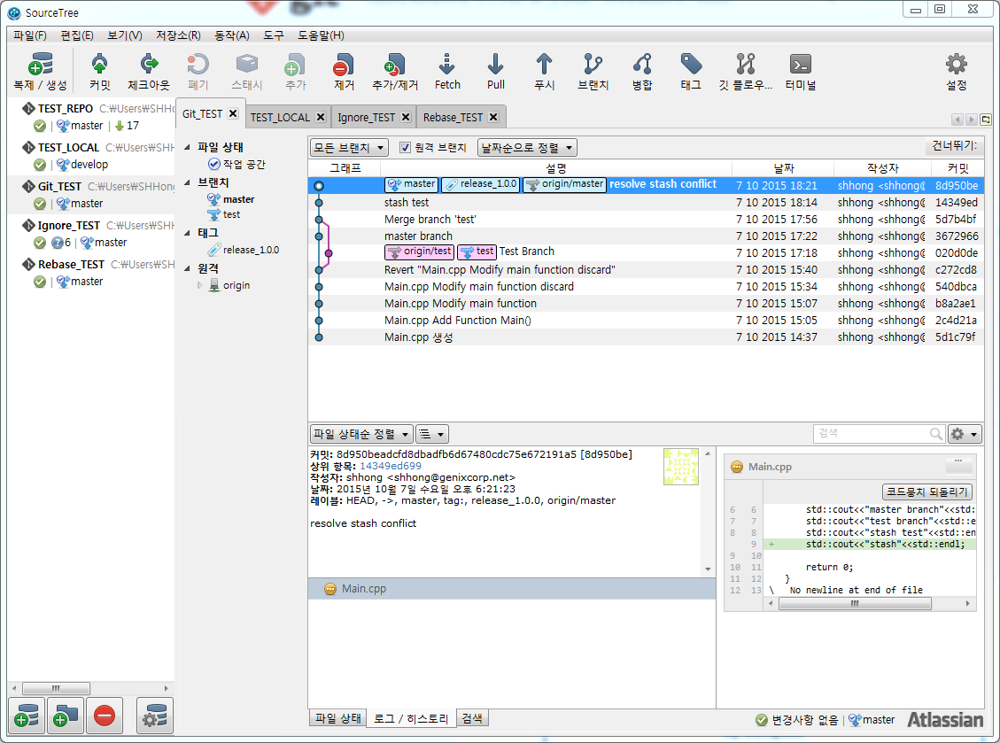 SourceTree
파일(F) 편집(E) 보기(V) 저장소(R) 동작(A) 도구 도움말(H)
복제 / 생성 커밋 체크아웃 폐기 스태시 추가 제거 추가/제거 Fetch Pull 푸시 브랜치 병합 태그 깃 플로우... 터미널 설정
TEST_REPO C:₩Users₩SHHo
master 17
TEST_LOCAL C:₩Users₩SHH
develop
Git_TEST C:₩Users₩SHHong
master
Ignore_TEST C:₩Users₩SHH
6 master
Rebase_TEST C:₩Users₩SH
master
Git_TEST TEST_LOCAL Ignore_TEST Rebase_TEST
파일 상태
작업 공간
브랜치
master
test
태그
release_1.0.0
원격
origin
모든 브랜치 원격 브랜치 날짜순으로 정렬 건너뛰기:
그래프 설명 날짜 작성자 커밋
master release_1.0.0 origin/master resolve stash conflict 7 10 2015 18:21 shhong <shhong@ 8d950be
stash test 7 10 2015 18:14 shhong <shhong@ 14349ed
Merge branch 'test' 7 10 2015 17:56 shhong <shhong@ 5d7b4bf
master branch 7 10 2015 17:22 shhong <shhong@ 3672966
origin/test test Test Branch 7 10 2015 17:18 shhong <shhong@ 020d0de
Revert "Main.cpp Modify main function discard" 7 10 2015 15:40 shhong <shhong@ c272cd8
Main.cpp Modify main function discard 7 10 2015 15:34 shhong <shhong@ 540dbca
Main.cpp Modify main function 7 10 2015 15:07 shhong <shhong@ b8a2ae1
Main.cpp Add Function Main() 7 10 2015 15:05 shhong <shhong@ 2c4d21a
Main.cpp 생성 7 10 2015 14:37 shhong <shhong@ 5d1c79f
파일 상태순 정렬 검색
커밋: 8d950beadcfd8dbadfb6d67480cdc75e672191a5 [8d950be]
상위 항목: 14349ed699
작성자: shhong <shhong@genixcorp.net>
날짜: 2015년 10월 7일 수요일 오후 6:21:23
레이블: HEAD, ->, master, tag:, release_1.0.0, origin/master
resolve stash conflict
Main.cpp
Main.cpp
코드뭉치 되돌리기
6 6 std::cout<<"master branch"<<std:
7 7 std::cout<<"test branch"<<std::e
8 8 std::cout<<"stash test"<<std::en
9 + std::cout<<"stash"<<std::endl;
9 10
10 11 return 0;
11 12 }
12 13 \ No newline at end of file
파일 상태 로그 / 히스토리 검색
변경사항 없음 master Atlassian